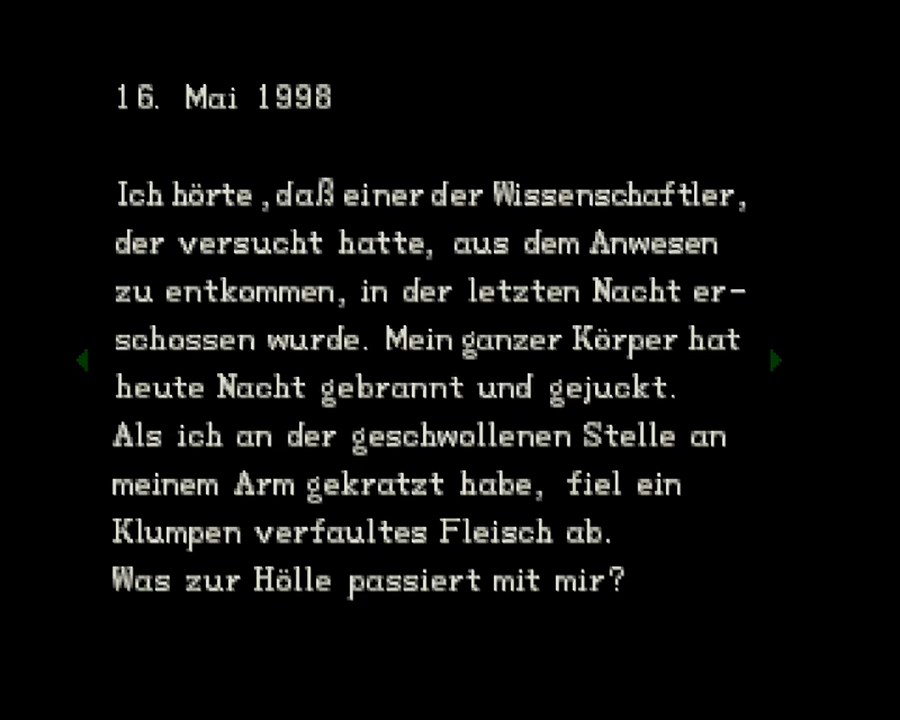 16. Mai 1998
Ich hörte ,daß einer der Wissenschaftler,
der versucht hatte, aus dem Anwesen
zu entkommen, in der letzten Nacht er-
schossen wurde. Mein ganzer Körper hat
heute Nacht gebrannt und gejuckt.
Als ich an der geschwollenen Stelle an
meinem Arm gekratzt habe, fiel ein
Klumpen verfaultes Fleisch ab.
Was zur Hölle passiert mit mir?